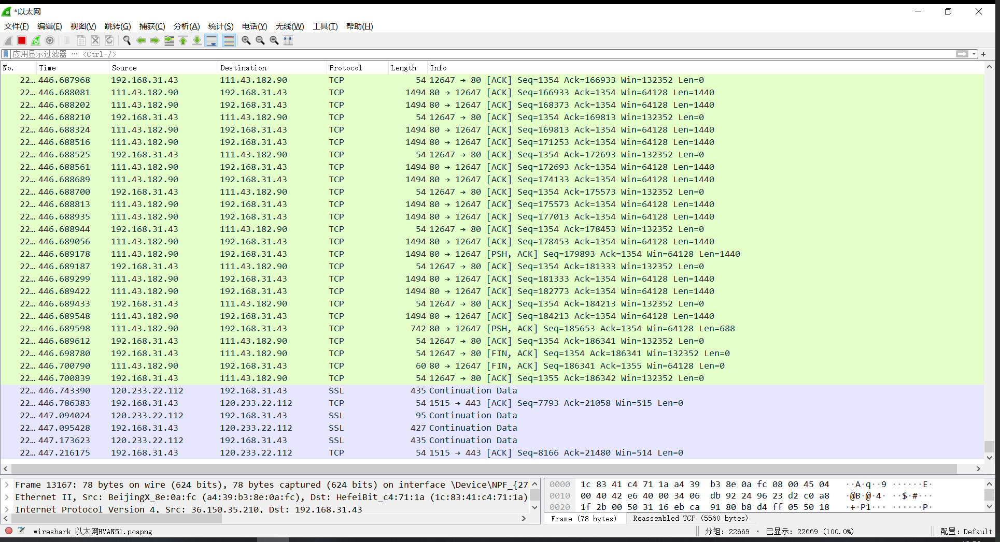 *以太网
文件(F) 编辑(E) 视图(V) 跳转(G) 捕获(C) 分析(A) 统计(S) 电话(Y) 无线(W) 工具(T) 帮助(H)
应用显示过滤器 … <Ctrl-/>
No. Time Source Destination Protocol Length Info
22… 446.687968 192.168.31.43 111.43.182.90 TCP 54 12647 → 80 [ACK] Seq=1354 Ack=166933 Win=132352 Len=0
22… 446.688081 111.43.182.90 192.168.31.43 TCP 1494 80 → 12647 [ACK] Seq=166933 Ack=1354 Win=64128 Len=1440
22… 446.688202 111.43.182.90 192.168.31.43 TCP 1494 80 → 12647 [ACK] Seq=168373 Ack=1354 Win=64128 Len=1440
22… 446.688210 192.168.31.43 111.43.182.90 TCP 54 12647 → 80 [ACK] Seq=1354 Ack=169813 Win=132352 Len=0
22… 446.688324 111.43.182.90 192.168.31.43 TCP 1494 80 → 12647 [ACK] Seq=169813 Ack=1354 Win=64128 Len=1440
22… 446.688516 111.43.182.90 192.168.31.43 TCP 1494 80 → 12647 [ACK] Seq=171253 Ack=1354 Win=64128 Len=1440
22… 446.688525 192.168.31.43 111.43.182.90 TCP 54 12647 → 80 [ACK] Seq=1354 Ack=172693 Win=132352 Len=0
22… 446.688561 111.43.182.90 192.168.31.43 TCP 1494 80 → 12647 [ACK] Seq=172693 Ack=1354 Win=64128 Len=1440
22… 446.688689 111.43.182.90 192.168.31.43 TCP 1494 80 → 12647 [ACK] Seq=174133 Ack=1354 Win=64128 Len=1440
22… 446.688700 192.168.31.43 111.43.182.90 TCP 54 12647 → 80 [ACK] Seq=1354 Ack=175573 Win=132352 Len=0
22… 446.688813 111.43.182.90 192.168.31.43 TCP 1494 80 → 12647 [ACK] Seq=175573 Ack=1354 Win=64128 Len=1440
22… 446.688935 111.43.182.90 192.168.31.43 TCP 1494 80 → 12647 [ACK] Seq=177013 Ack=1354 Win=64128 Len=1440
22… 446.688944 192.168.31.43 111.43.182.90 TCP 54 12647 → 80 [ACK] Seq=1354 Ack=178453 Win=132352 Len=0
22… 446.689056 111.43.182.90 192.168.31.43 TCP 1494 80 → 12647 [ACK] Seq=178453 Ack=1354 Win=64128 Len=1440
22… 446.689178 111.43.182.90 192.168.31.43 TCP 1494 80 → 12647 [PSH, ACK] Seq=179893 Ack=1354 Win=64128 Len=1440
22… 446.689187 192.168.31.43 111.43.182.90 TCP 54 12647 → 80 [ACK] Seq=1354 Ack=181333 Win=132352 Len=0
22… 446.689299 111.43.182.90 192.168.31.43 TCP 1494 80 → 12647 [ACK] Seq=181333 Ack=1354 Win=64128 Len=1440
22… 446.689422 111.43.182.90 192.168.31.43 TCP 1494 80 → 12647 [ACK] Seq=182773 Ack=1354 Win=64128 Len=1440
22… 446.689433 192.168.31.43 111.43.182.90 TCP 54 12647 → 80 [ACK] Seq=1354 Ack=184213 Win=132352 Len=0
22… 446.689548 111.43.182.90 192.168.31.43 TCP 1494 80 → 12647 [ACK] Seq=184213 Ack=1354 Win=64128 Len=1440
22… 446.689598 111.43.182.90 192.168.31.43 TCP 742 80 → 12647 [PSH, ACK] Seq=185653 Ack=1354 Win=64128 Len=688
22… 446.689612 192.168.31.43 111.43.182.90 TCP 54 12647 → 80 [ACK] Seq=1354 Ack=186341 Win=132352 Len=0
22… 446.698780 192.168.31.43 111.43.182.90 TCP 54 12647 → 80 [FIN, ACK] Seq=1354 Ack=186341 Win=132352 Len=0
22… 446.700790 111.43.182.90 192.168.31.43 TCP 60 80 → 12647 [FIN, ACK] Seq=186341 Ack=1355 Win=64128 Len=0
22… 446.700839 192.168.31.43 111.43.182.90 TCP 54 12647 → 80 [ACK] Seq=1355 Ack=186342 Win=132352 Len=0
22… 446.743390 120.233.22.112 192.168.31.43 SSL 435 Continuation Data
22… 446.786383 192.168.31.43 120.233.22.112 TCP 54 1515 → 443 [ACK] Seq=7793 Ack=21058 Win=515 Len=0
22… 447.094024 120.233.22.112 192.168.31.43 SSL 95 Continuation Data
22… 447.095428 192.168.31.43 120.233.22.112 SSL 427 Continuation Data
22… 447.173623 120.233.22.112 192.168.31.43 SSL 435 Continuation Data
22… 447.216175 192.168.31.43 120.233.22.112 TCP 54 1515 → 443 [ACK] Seq=8166 Ack=21480 Win=514 Len=0
Frame 13167: 78 bytes on wire (624 bits), 78 bytes captured (624 bits) on interface \Device\NPF_{27
Ethernet II, Src: BeijingX_8e:0a:fc (a4:39:b3:8e:0a:fc), Dst: HefeiBit_c4:71:1a (1c:83:41:c4:71:1a)
Internet Protocol Version 4, Src: 36.150.35.210, Dst: 192.168.31.43
0000 1c 83 41 c4 71 1a a4 39 b3 8e 0a fc 08 00 45 04 ··A·q··9 ······E·
0010 00 40 42 e6 40 00 34 06 db 92 24 96 23 d2 c0 a8 ·@B·@·4· ··$·#···
0020 1f 2b 00 50 31 16 eb ca 91 80 b8 d4 ff 05 50 18 ·+·P1··· ······P·
Frame (78 bytes) Reassembled TCP (5560 bytes)
wireshark_以太网HVAN51.pcapng 分组: 22669 · 已显示: 22669 (100.0%) 配置: Default